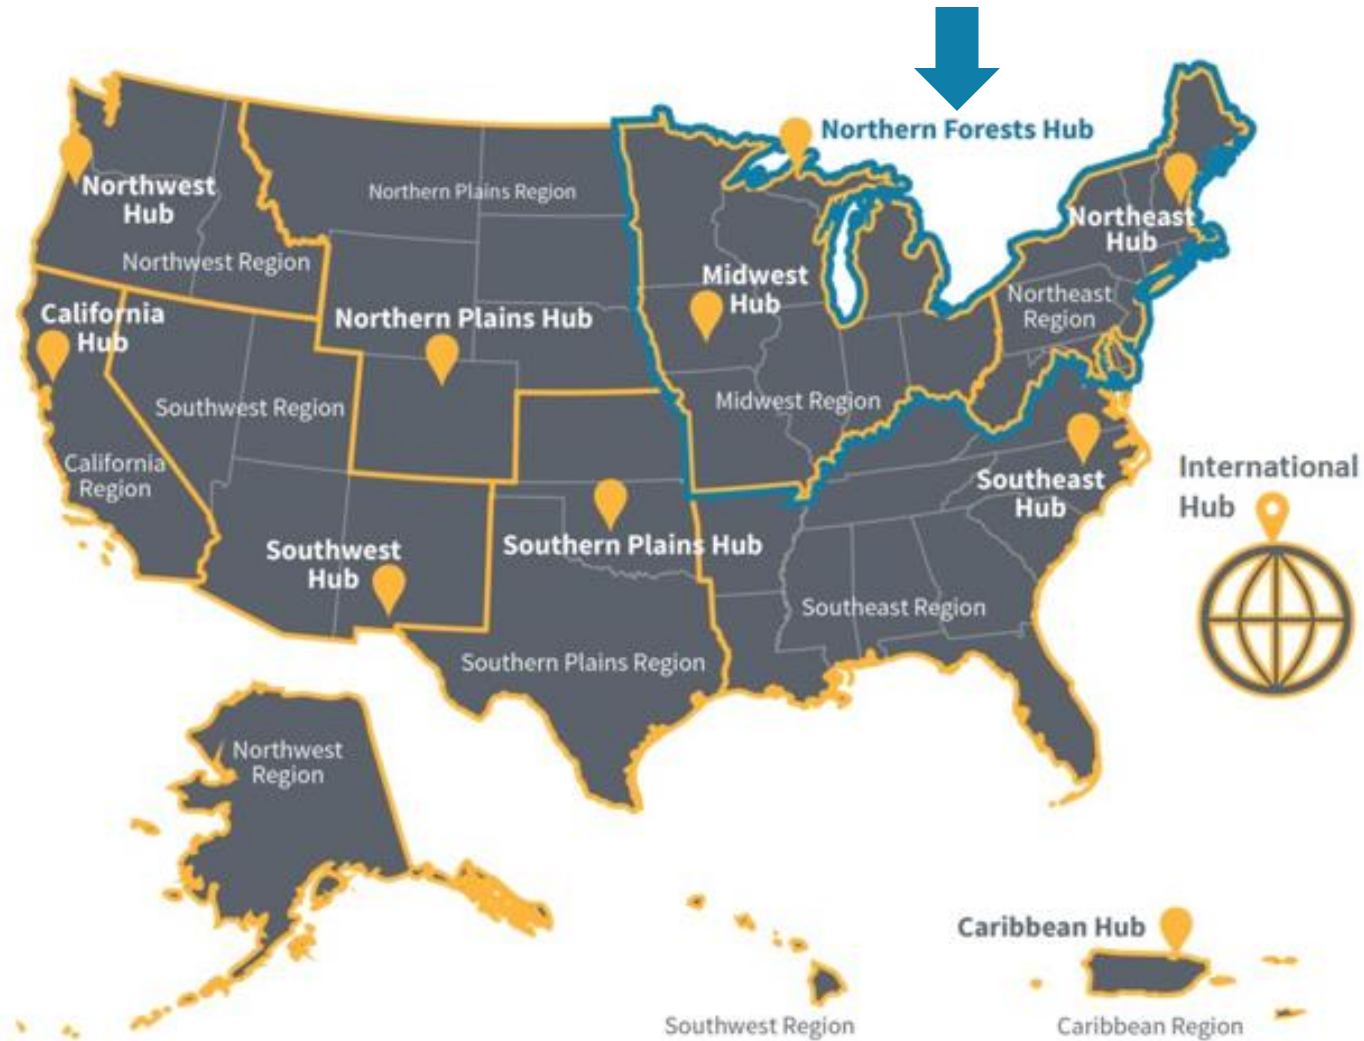 Northern Forests Hub
Northwest
Hub
Northern Plains Region
Northeast
Hub
Northwest Region
Midwest
Hub
Northeast
Region
California
Hub
Northern Plains Hub
Southwest Region
Midwest Region
California
Region
Southeast
Hub
International
Hub
Southwest
Hub
Southern Plains Hub
Southeast Region
Southern Plains Region
Northwest
Region
Caribbean Hub
Southwest Region
Caribbean Region